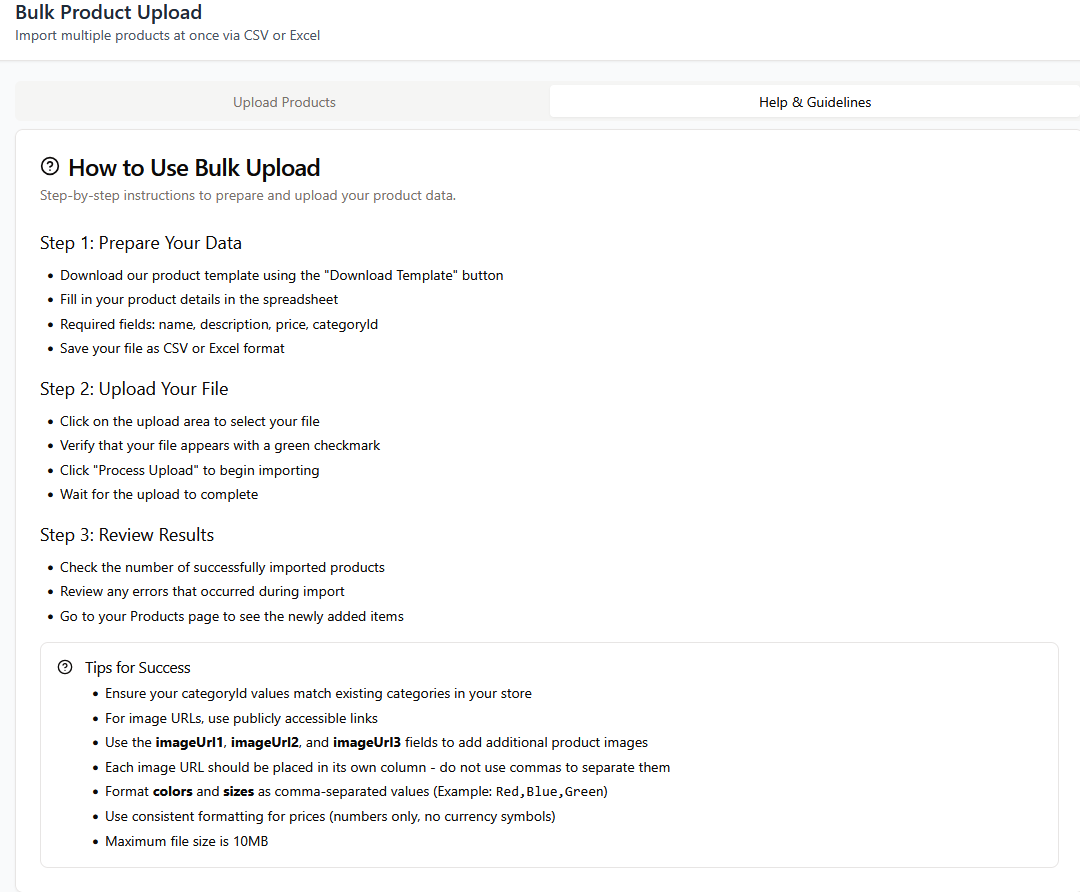 Bulk Product Upload
Import multiple products at once via CSV or Excel
Upload Products
Help & Guidelines
How to Use Bulk Upload
Step-by-step instructions to prepare and upload your product data.
Step 1: Prepare Your Data
• Download our product template using the "Download Template" button
• Fill in your product details in the spreadsheet
• Required fields: name, description, price, categoryId
• Save your file as CSV or Excel format
Step 2: Upload Your File
• Click on the upload area to select your file
• Verify that your file appears with a green checkmark
• Click "Process Upload" to begin importing
• Wait for the upload to complete
Step 3: Review Results
• Check the number of successfully imported products
• Review any errors that occurred during import
• Go to your Products page to see the newly added items
Tips for Success
• Ensure your categoryId values match existing categories in your store
• For image URLs, use publicly accessible links
• Use the imageUrl1, imageUrl2, and imageUrl3 fields to add additional product images
• Each image URL should be placed in its own column - do not use commas to separate them
• Format colors and sizes as comma-separated values (Example: Red,Blue,Green)
• Use consistent formatting for prices (numbers only, no currency symbols)
• Maximum file size is 10MB